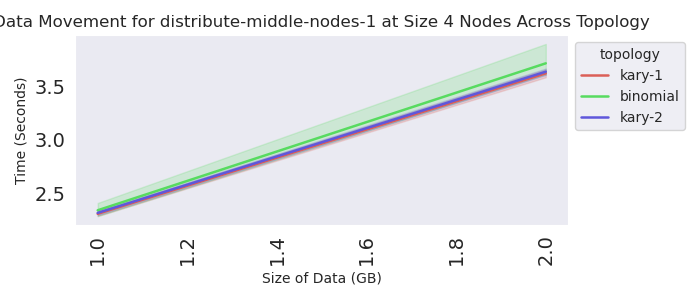 Data Movement for distribute-middle-nodes-1 at Size 4 Nodes Across Topology
topology
kary-1
binomial
kary-2
Time (Seconds)
3.5
3.0
2.5
1.0
1.2
1.4
1.6
1.8
2.0
Size of Data (GB)